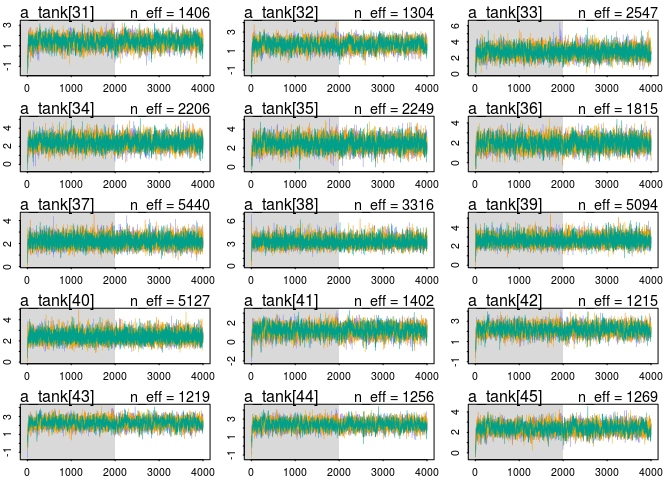 a_tank[31] n_eff = 1406 a_tank[32] n_eff = 1304 a_tank[33] n_eff = 2547
-1 1 3 -1 1 3 0 2 4 6
0 1000 2000 3000 4000 0 1000 2000 3000 4000 0 1000 2000 3000 4000
a_tank[34] n_eff = 2206 a_tank[35] n_eff = 2249 a_tank[36] n_eff = 1815
0 2 4 0 2 4 0 2 4
0 1000 2000 3000 4000 0 1000 2000 3000 4000 0 1000 2000 3000 4000
a_tank[37] n_eff = 5440 a_tank[38] n_eff = 3316 a_tank[39] n_eff = 5094
0 2 4 0 3 6 0 2 4
0 1000 2000 3000 4000 0 1000 2000 3000 4000 0 1000 2000 3000 4000
a_tank[40] n_eff = 5127 a_tank[41] n_eff = 1402 a_tank[42] n_eff = 1215
0 2 4 -2 0 2 -1 1 3
0 1000 2000 3000 4000 0 1000 2000 3000 4000 0 1000 2000 3000 4000
a_tank[43] n_eff = 1219 a_tank[44] n_eff = 1256 a_tank[45] n_eff = 1269
-1 1 3 -1 1 3 0 2 4
0 1000 2000 3000 4000 0 1000 2000 3000 4000 0 1000 2000 3000 4000